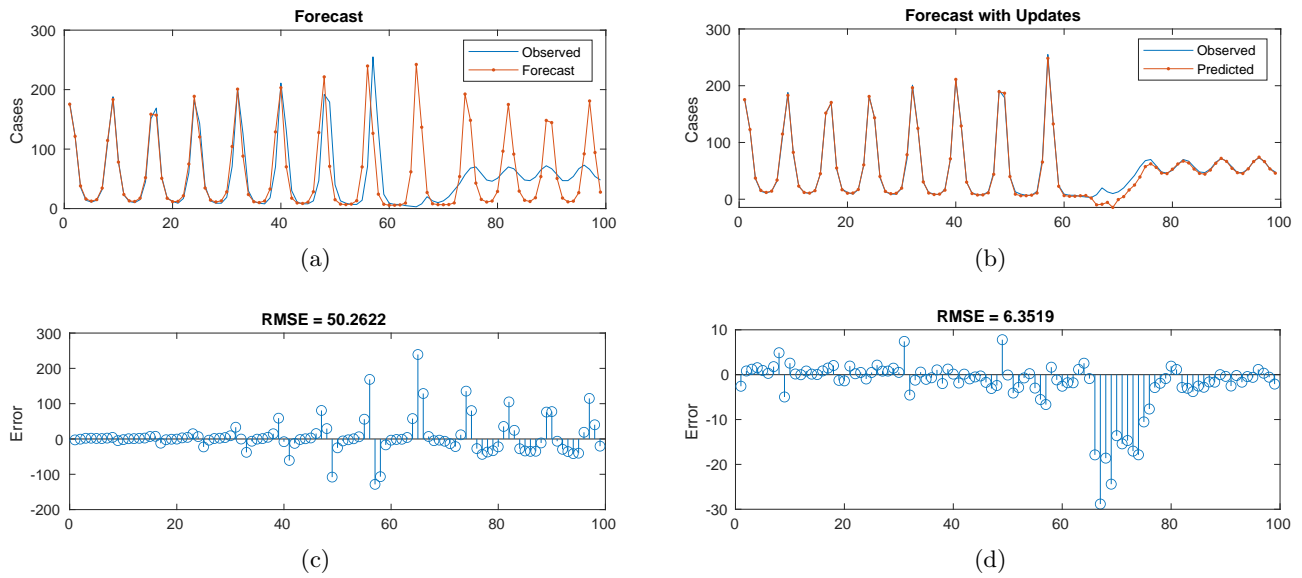 Forecast
300
200
100
0
Cases
0 20 40 60 80 100
Observed
Forecast
(a)
Forecast with Updates
300
200
100
0
Cases
0 20 40 60 80 100
Observed
Predicted
(b)
RMSE = 50.2622
300
200
100
0
-100
-200
Error
0 20 40 60 80 100
(c)
RMSE = 6.3519
10
0
-10
-20
-30
Error
0 20 40 60 80 100
(d)